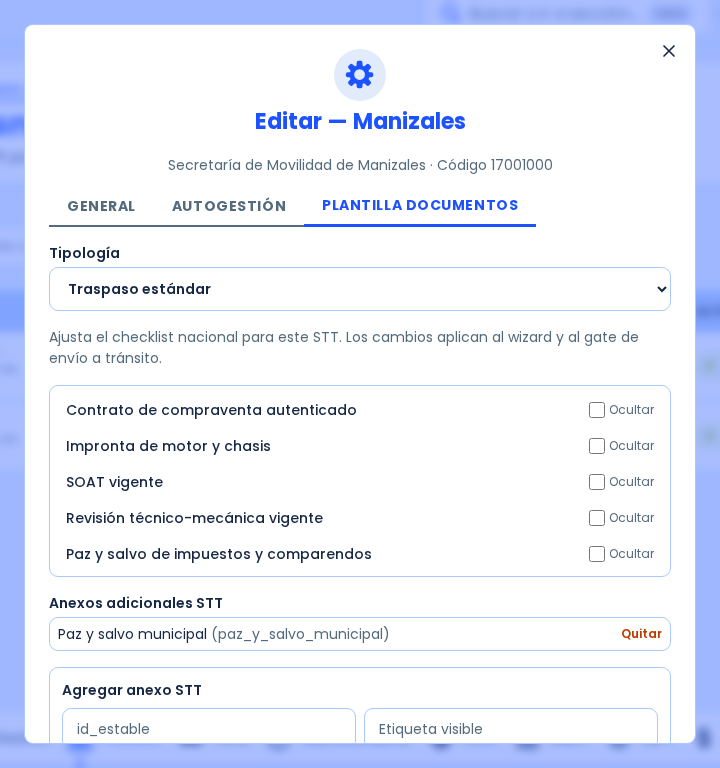 Editar — Manizales
Secretaría de Movilidad de Manizales · Código 17001000
GENERAL AUTOGESTIÓN PLANTILLA DOCUMENTOS
Tipología
Traspaso estándar
Ajusta el checklist nacional para este STT. Los cambios aplican al wizard y al gate de
envío a tránsito.
Contrato de compraventa autenticado Ocultar
Impronta de motor y chasis Ocultar
SOAT vigente Ocultar
Revisión técnico-mecánica vigente Ocultar
Paz y salvo de impuestos y comparendos Ocultar
Anexos adicionales STT
Paz y salvo municipal (paz_y_salvo_municipal) Quitar
Agregar anexo STT
id_estable Etiqueta visible